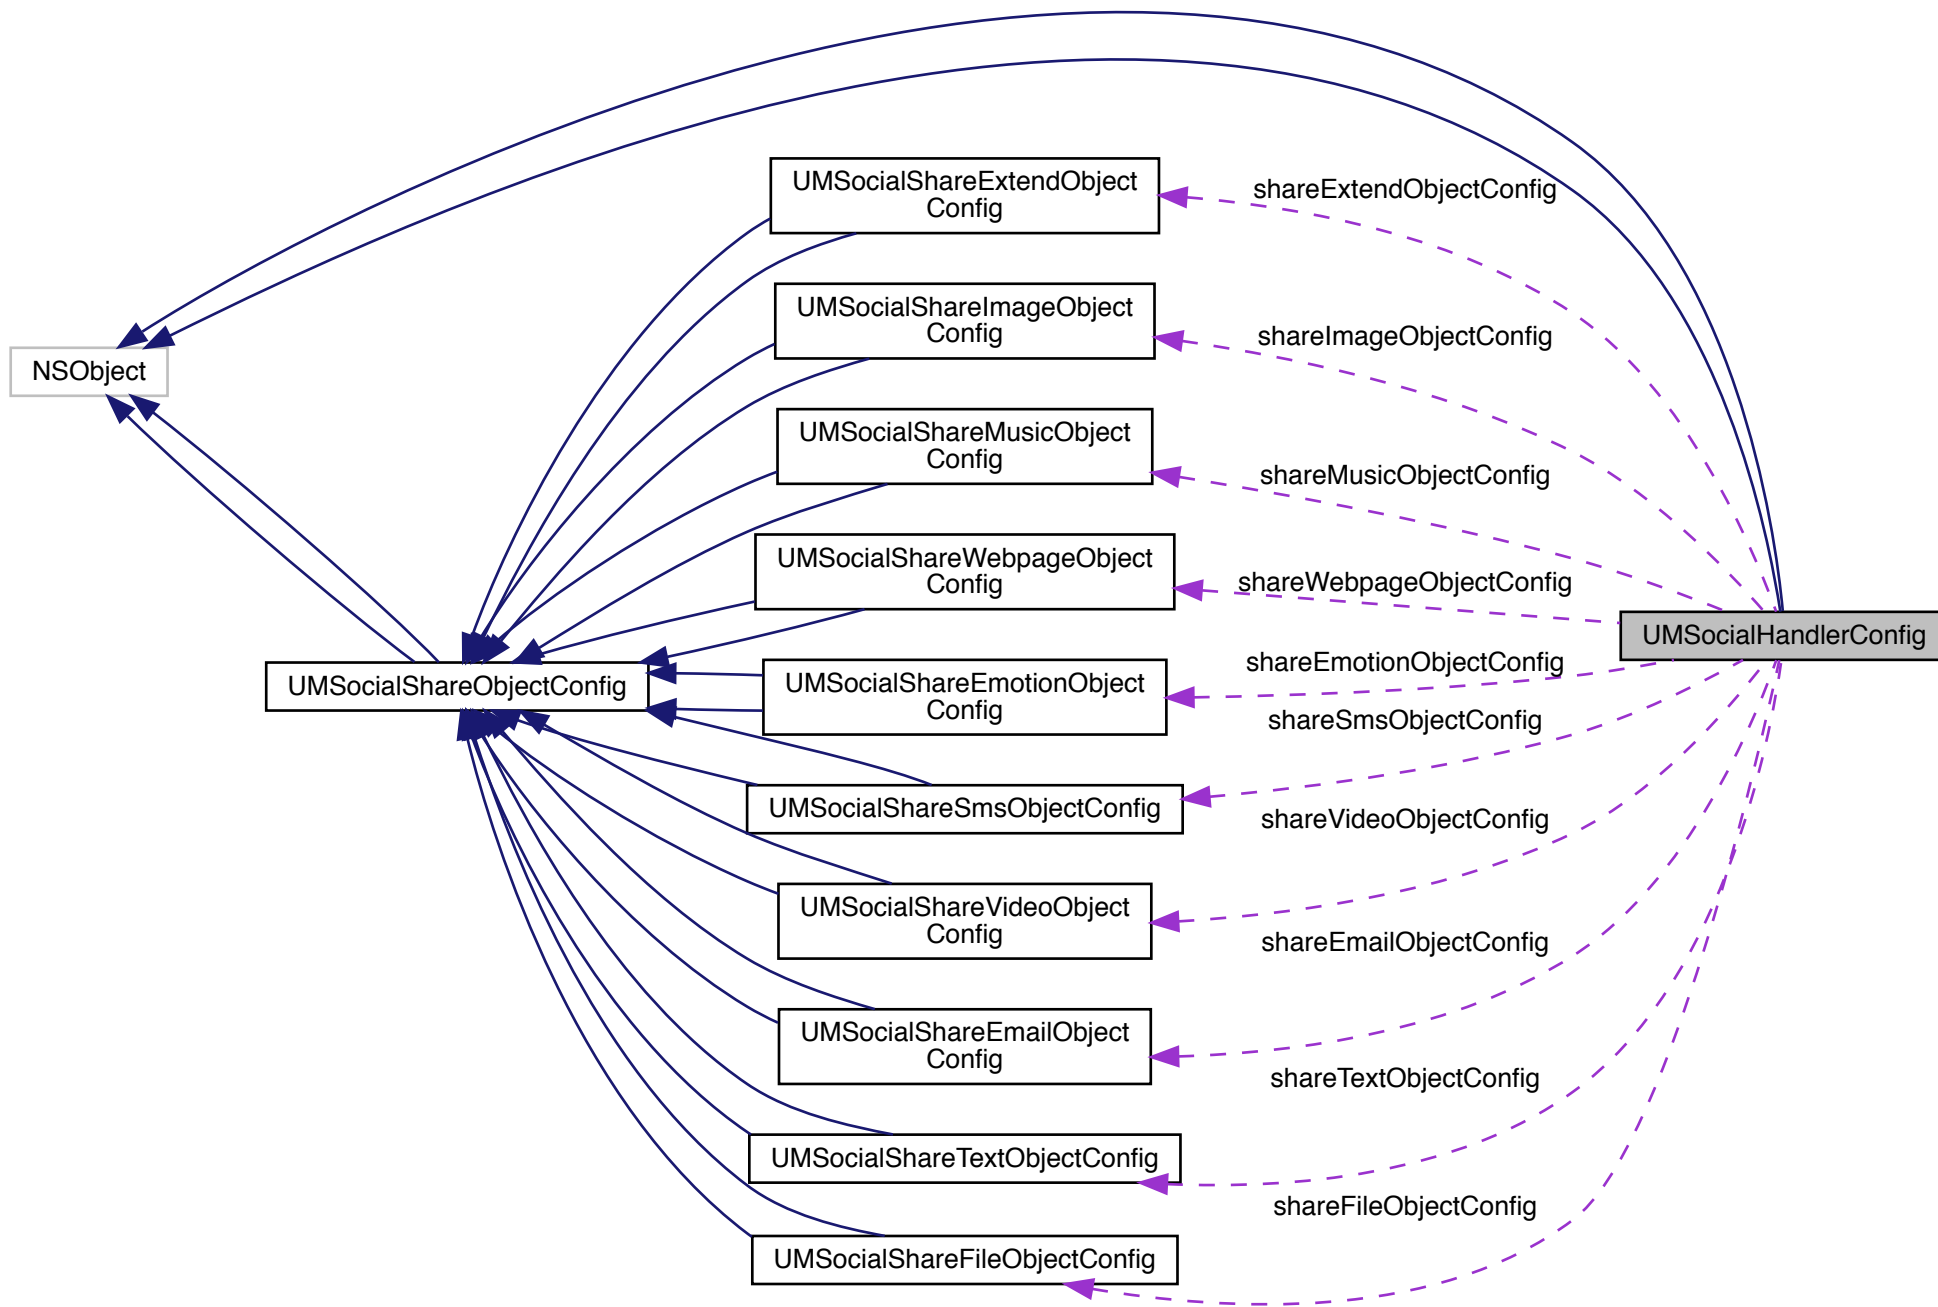 UMSocialShareExtendObject
Config
shareExtendObjectConfig
UMSocialShareImageObject
Config
shareImageObjectConfig
NSObject
UMSocialShareMusicObject
Config
shareMusicObjectConfig
UMSocialShareWebpageObject
Config
shareWebpageObjectConfig
UMSocialHandlerConfig
UMSocialShareObjectConfig
UMSocialShareEmotionObject
Config
shareEmotionObjectConfig
shareSmsObjectConfig
UMSocialShareSmsObjectConfig
shareVideoObjectConfig
UMSocialShareVideoObject
Config
shareEmailObjectConfig
UMSocialShareEmailObject
Config
shareTextObjectConfig
UMSocialShareTextObjectConfig
shareFileObjectConfig
UMSocialShareFileObjectConfig